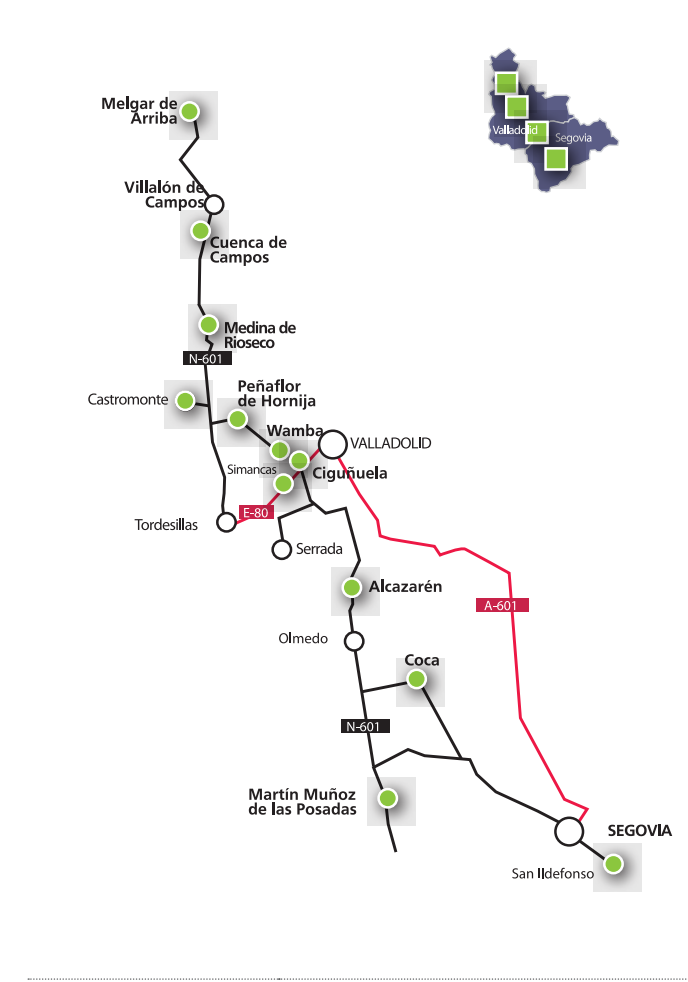 Melgar de
Arriba
Valladolid
Segovia
Villalón de
Campos
Cuenca de
Campos
Medina de
Rioseco
N-601
Castromonte
Peñaflor
de Hornija
Wamba
VALLADOLID
Simancas
Ciguñuela
E-80
Tordesillas
Serrada
Alcazarén
A-601
Olmedo
Coca
N-601
Martín Muñoz
de las Posadas
SEGOVIA
San Ildefonso